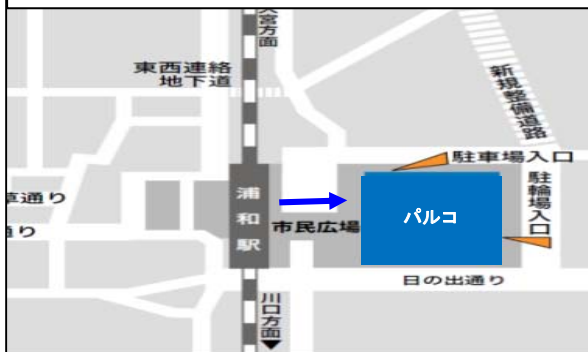 大宮方面
東西連絡
地下道
新規整備道路
駐車場入口
駐輪場入口
浦和駅
パルコ
市民広場
草通り
通り
日の出通り
川口方面